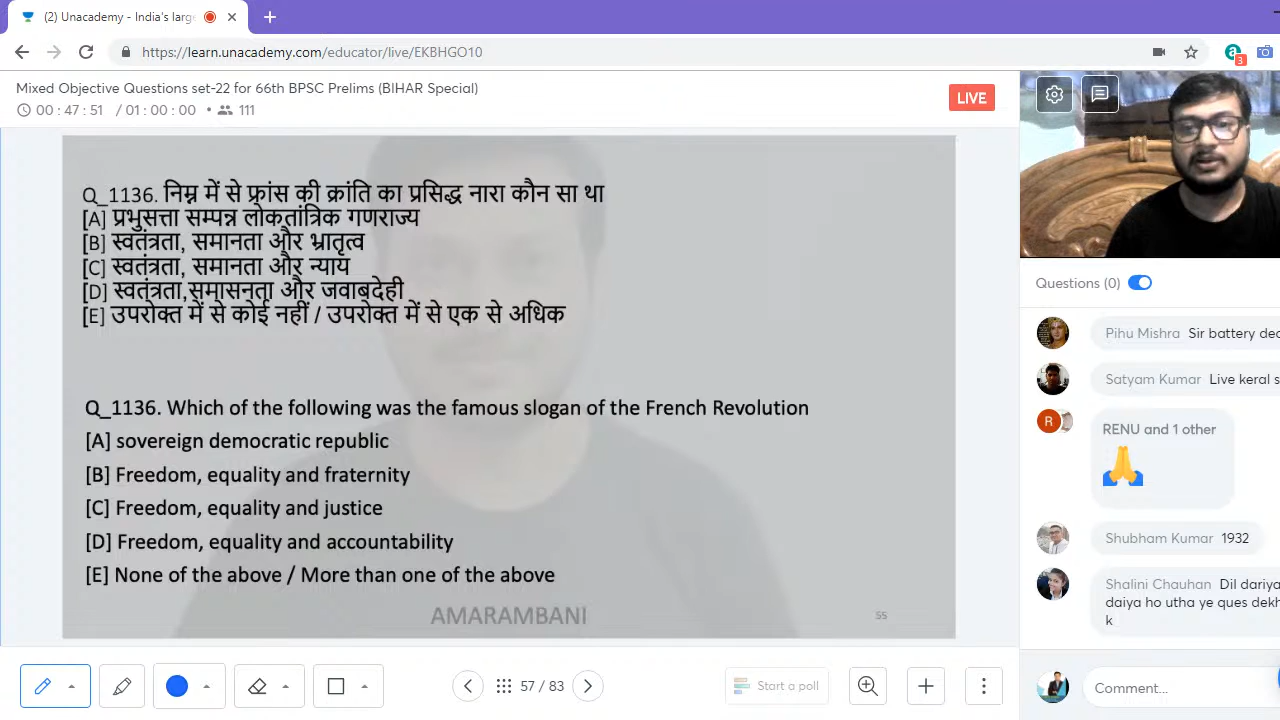 (2) Unacademy - India's larg
https://learn.unacademy.com/educator/live/EKBHGO10
3
Mixed Objective Questions set-22 for 66th BPSC Prelims (BIHAR Special)
00 : 47 : 51 / 01 : 00 : 00 • 111
LIVE
Q_1136. निम्न में से फ्रांस की क्रांति का प्रसिद्ध नारा कौन सा था
[A] प्रभुसत्ता सम्पन्न लोकतांत्रिक गणराज्य
[B] स्वतंत्रता, समानता और भ्रातृत्व
[C] स्वतंत्रता, समानता और न्याय
[D] स्वतंत्रता,समासनता और जवाबदेही
[E] उपरोक्त में से कोई नहीं / उपरोक्त में से एक से अधिक
Q_1136. Which of the following was the famous slogan of the French Revolution
[A] sovereign democratic republic
[B] Freedom, equality and fraternity
[C] Freedom, equality and justice
[D] Freedom, equality and accountability
[E] None of the above / More than one of the above
AMARAMBANI
55
Questions (0)
Pihu Mishra Sir battery dec
Satyam Kumar Live keral s
R
RENU and 1 other
Shubham Kumar 1932
Shalini Chauhan Dil dariya
daiya ho utha ye ques dekh
k
57 / 83
Start a poll
Comment...